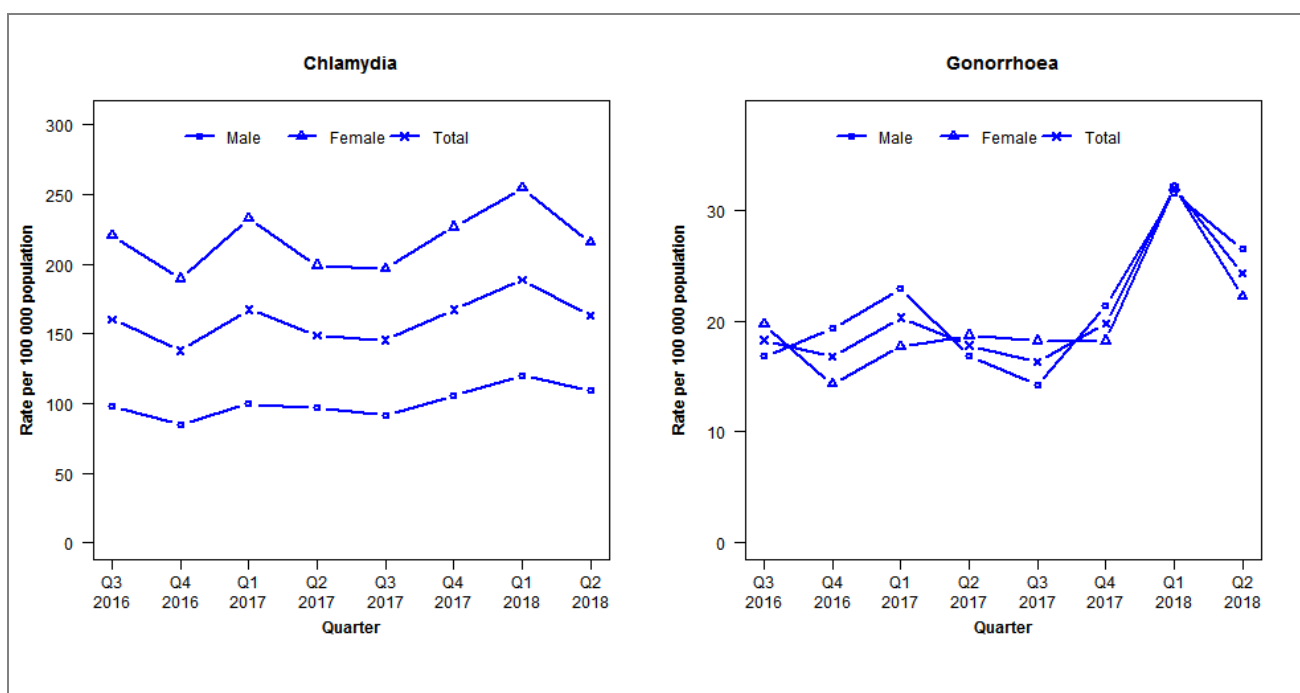 Chlamydia
300
250
200
150
100
50
0
Rate per 100 000 population
Male Female Total
Q3 Q4 Q1 Q2 Q3 Q4 Q1 Q2
2016 2016 2017 2017 2017 2017 2018 2018
Quarter
Gonorrhoea
30
20
10
0
Rate per 100 000 population
Male Female Total
Q3 Q4 Q1 Q2 Q3 Q4 Q1 Q2
2016 2016 2017 2017 2017 2017 2018 2018
Quarter